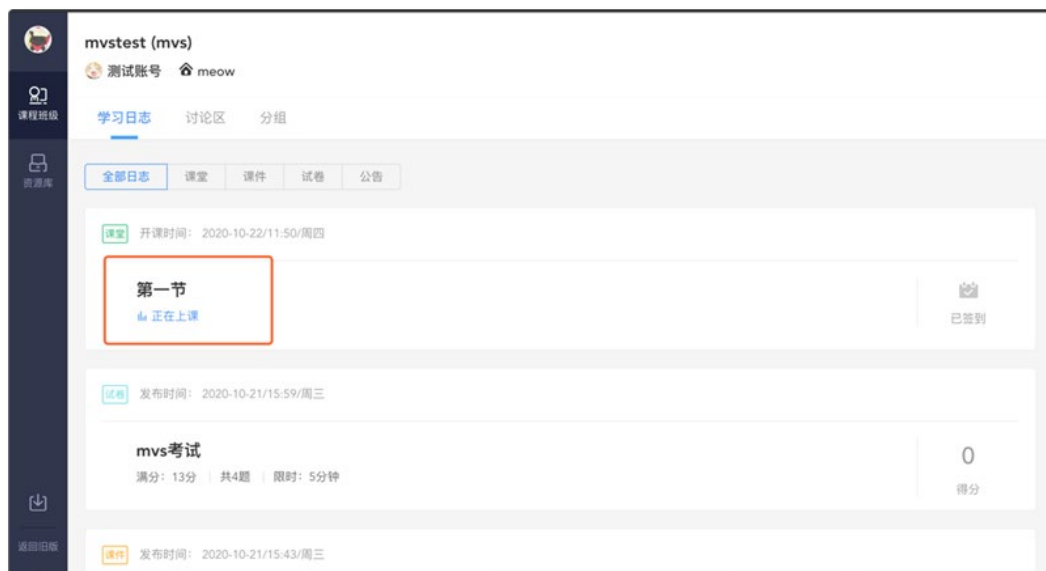 mvstest (mvs)
测试账号 meow
课程班级
学习日志 讨论区 分组
资源库
全部日志 课堂 课件 试卷 公告
课堂 开课时间: 2020-10-22/11:50/周四
第一节
正在上课
已签到
试卷 发布时间: 2020-10-21/15:59/周三
mvs考试
满分: 13分 共4题 限时: 5分钟
0
得分
返回旧版
课件 发布时间: 2020-10-21/15:43/周三